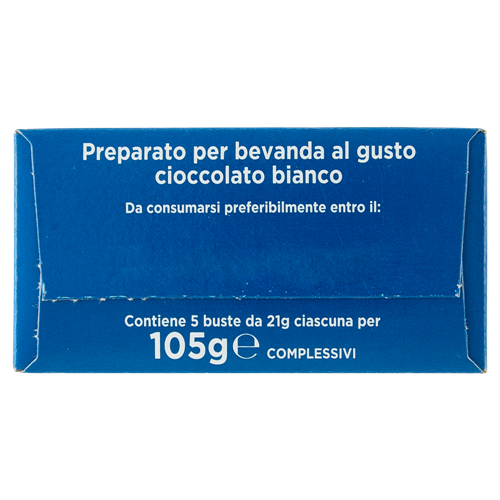 Preparato per bevanda al gusto
cioccolato bianco
Da consumarsi preferibilmente entro il:
Contiene 5 buste da 21g ciascuna per
105g℮ COMPLESSIVI